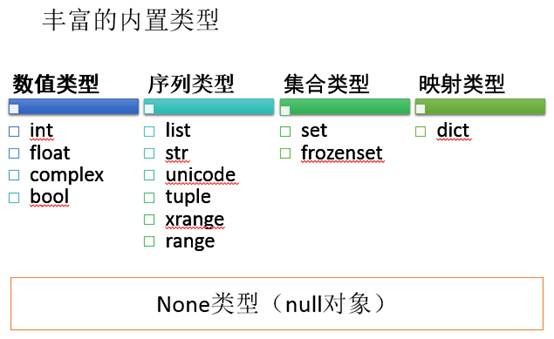 丰富的内置类型
数值类型
int
float
complex
bool
序列类型
list
str
unicode
tuple
xrange
range
集合类型
set
frozenset
映射类型
dict
None类型（null对象）